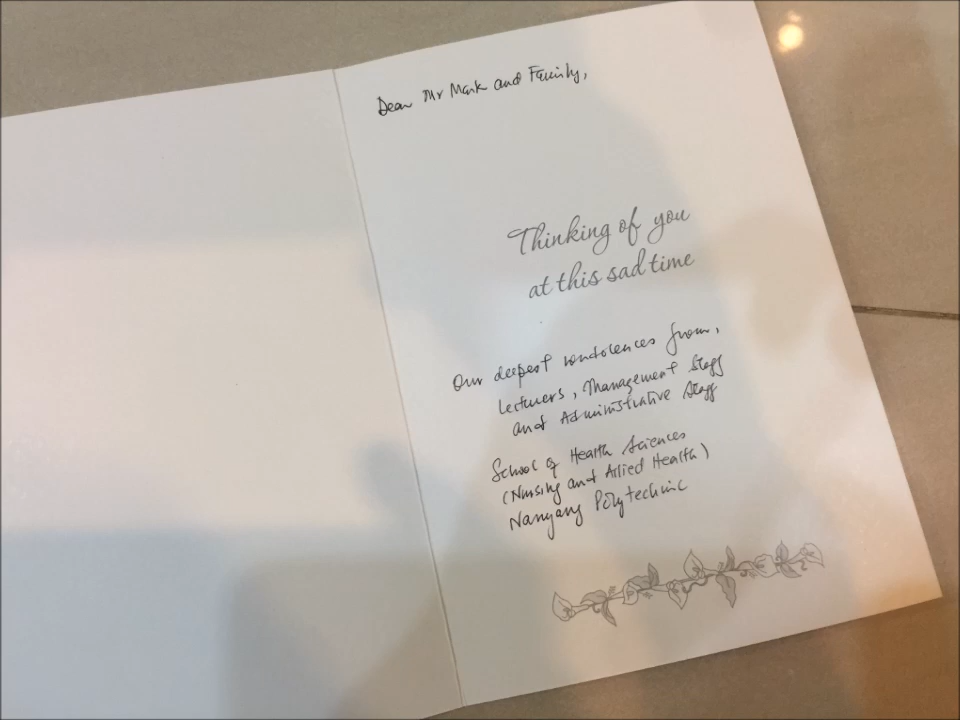 Dear Mr Mark and Family,
Thinking of you
at this sad time
Our deepest condolences from,
Lecturers, Management Staff
and Administrative Staff
School of Health Sciences
(Nursing and Allied Health)
Nanyang Polytechnic